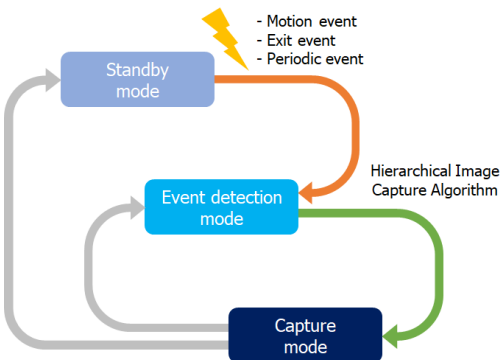 - Motion event
- Exit event
- Periodic event
Standby
mode
Hierarchical Image
Capture Algorithm
Event detection
mode
Capture
mode